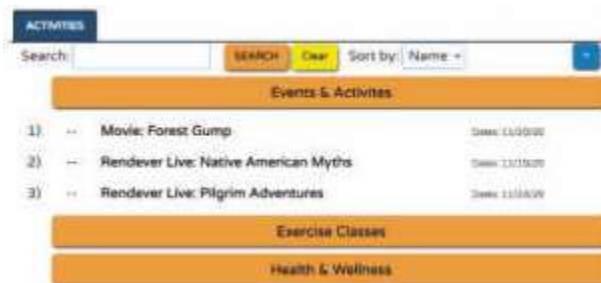 ACTIVITIES
Search: SEARCH Clear Sort by: Name
Events & Activites
1) -- Movie: Forest Gump
2) -- Rendever Live: Native American Myths
3) -- Rendever Live: Pilgrim Adventures
Exercise Classes
Health & Wellness